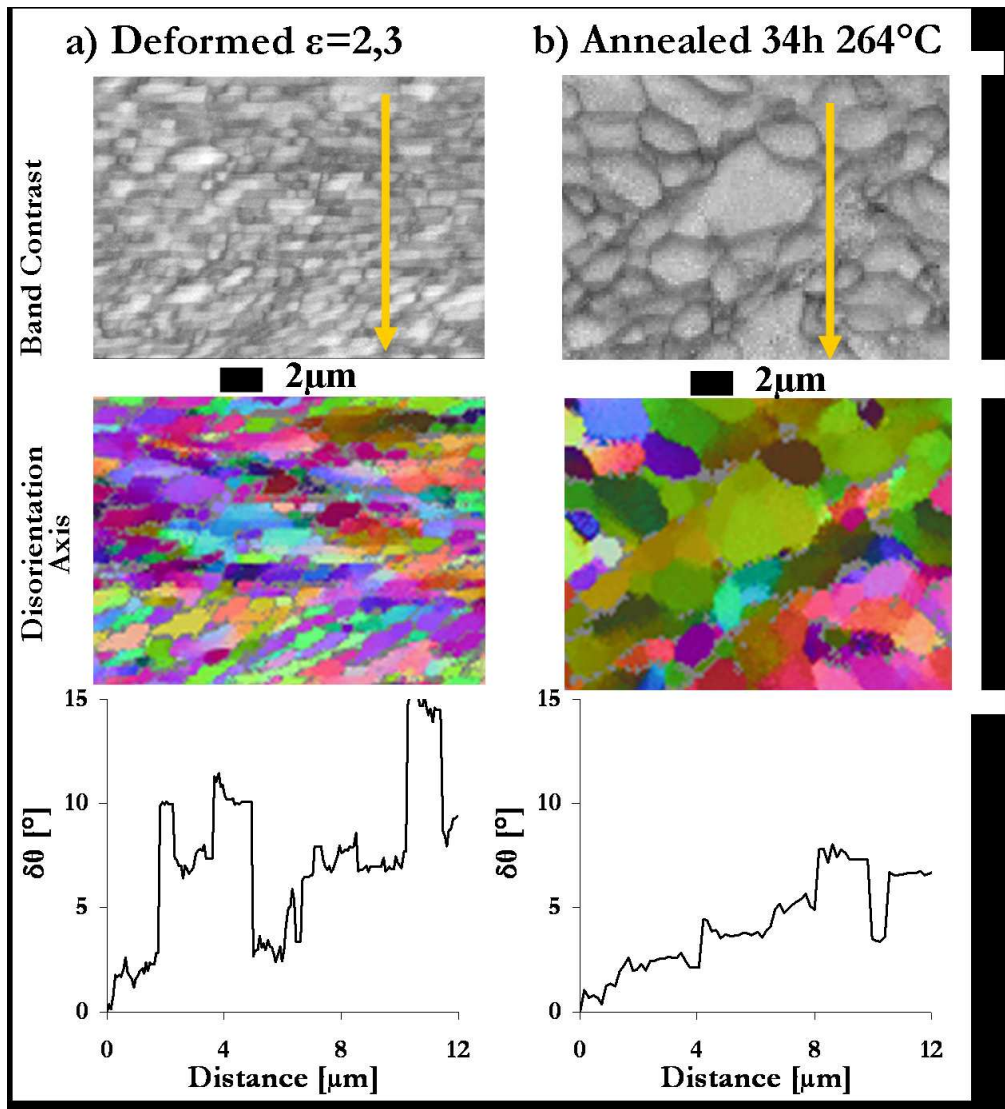 a) Deformed ε=2,3
b) Annealed 34h 264°C
Band Contrast
2μm
2μm
Disorientation
Axis
15
10
5
0
δθ [°]
0 4 8 12
Distance [μm]
15
10
5
0
δθ [°]
0 4 8 12
Distance [μm]